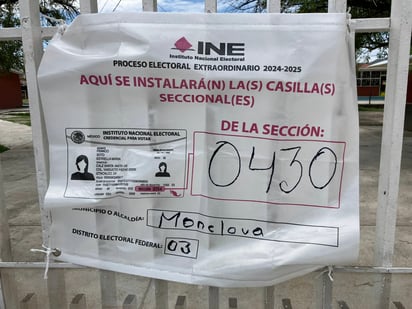 INE
Instituto Nacional Electoral
PROCESO ELECTORAL EXTRAORDINARIO 2024-2025
AQUÍ SE INSTALARÁ(N) LA(S) CASILLA(S)
SECCIONAL(ES)
DE LA SECCIÓN:
MÉXICO
INSTITUTO NACIONAL ELECTORAL
CREDENCIAL PARA VOTAR
0430
MUNICIPIO O ALCALDÍA:
Monclova
DISTRITO ELECTORAL FEDERAL:
03